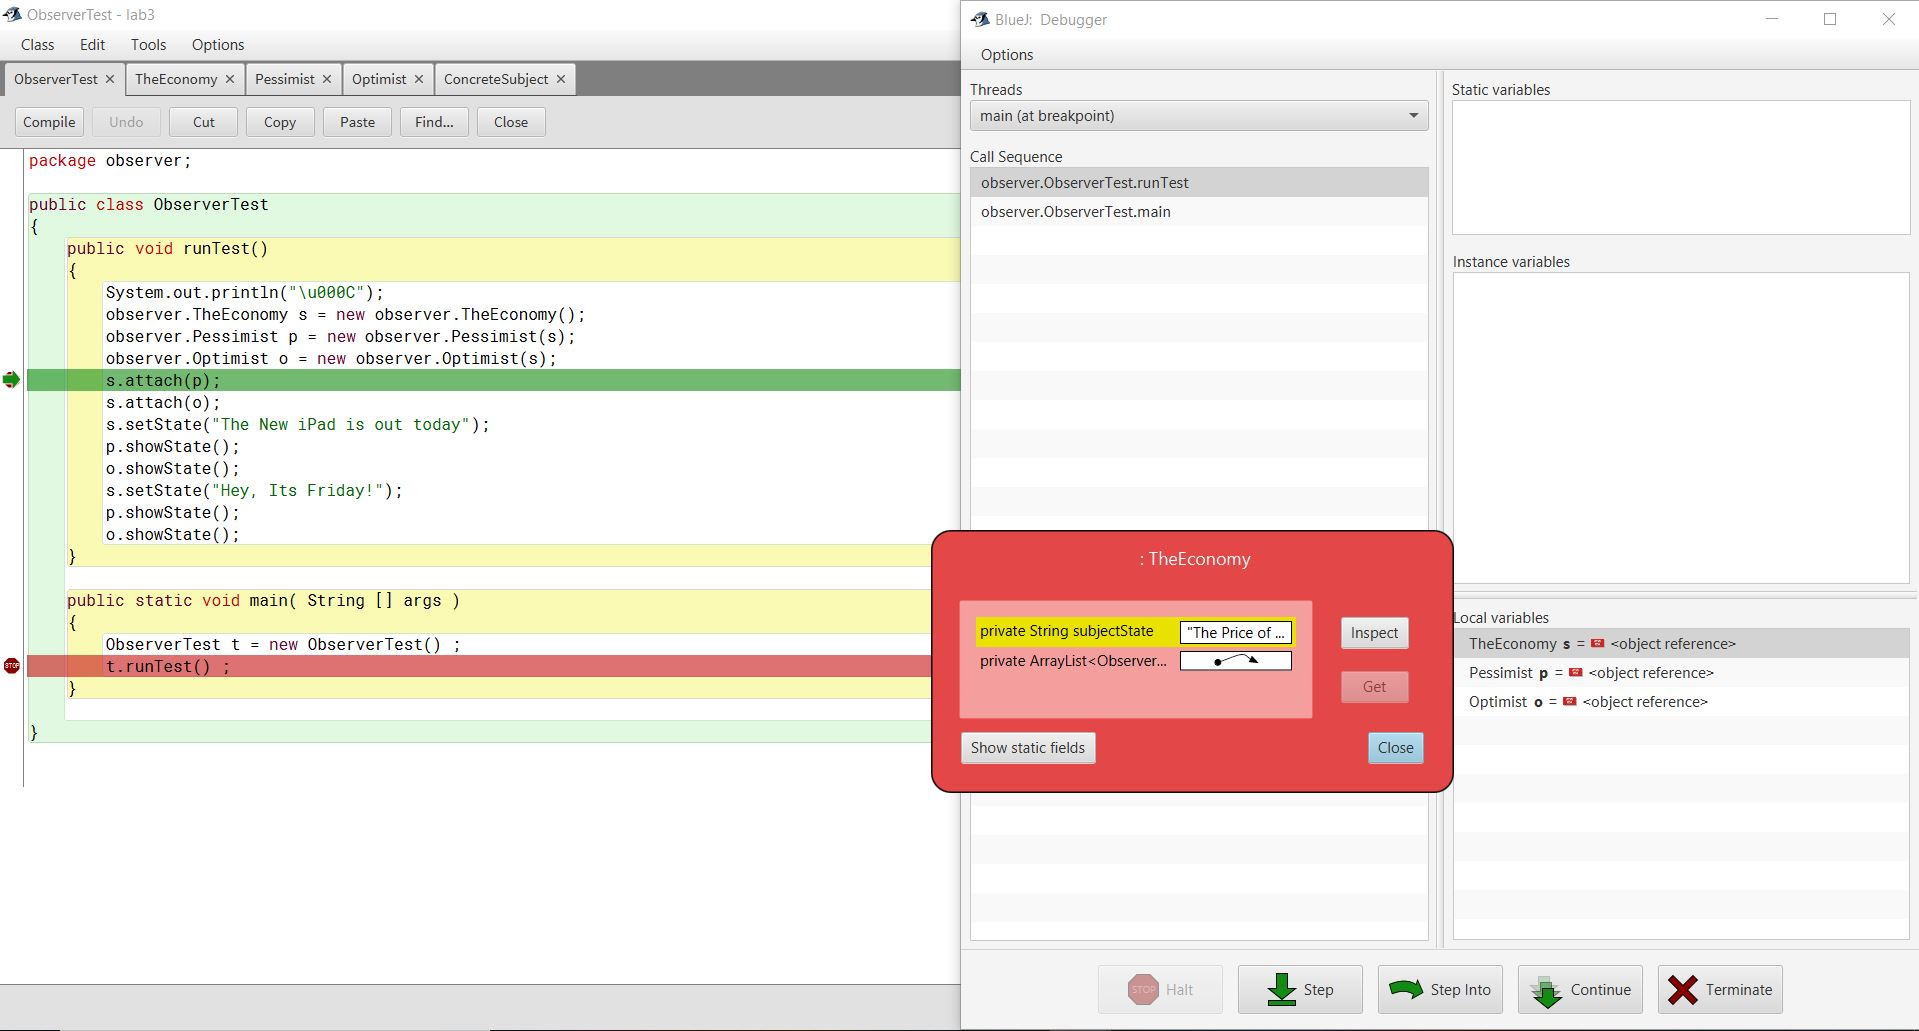 ObserverTest - lab3
Class Edit Tools Options
ObserverTest × TheEconomy × Pessimist × Optimist × ConcreteSubject ×
Compile Undo Cut Copy Paste Find... Close
package observer;
public class ObserverTest
{
public void runTest()
{
System.out.println("\u000C");
observer.TheEconomy s = new observer.TheEconomy();
observer.Pessimist p = new observer.Pessimist(s);
observer.Optimist o = new observer.Optimist(s);
s.attach(p);
s.attach(o);
s.setState("The New iPad is out today");
p.showState();
o.showState();
s.setState("Hey, Its Friday!");
p.showState();
o.showState();
}
public static void main( String [] args )
{
ObserverTest t = new ObserverTest() ;
STOP t.runTest() ;
}
}
BlueJ: Debugger
Options
Threads
main (at breakpoint)
Call Sequence
observer.ObserverTest.runTest
observer.ObserverTest.main
Static variables
Instance variables
Local variables
TheEconomy s = <object reference>
Pessimist p = <object reference>
Optimist o = <object reference>
: TheEconomy
private String subjectState "The Price of ...
private ArrayList<Observer...
Inspect
Get
Show static fields
Close
STOP Halt Step Step Into Continue Terminate